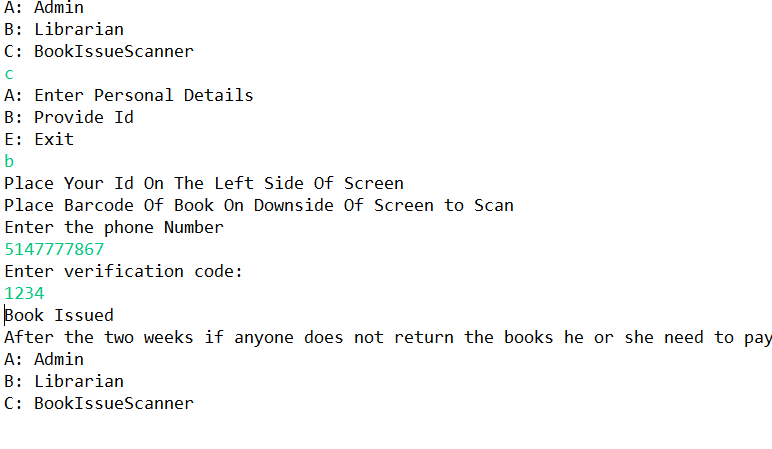 A: Admin
B: Librarian
C: BookIssueScanner
c
A: Enter Personal Details
B: Provide Id
E: Exit
b
Place Your Id On The Left Side Of Screen
Place Barcode Of Book On Downside Of Screen to Scan
Enter the phone Number
5147777867
Enter verification code:
1234
Book Issued
After the two weeks if anyone does not return the books he or she need to pay
A: Admin
B: Librarian
C: BookIssueScanner